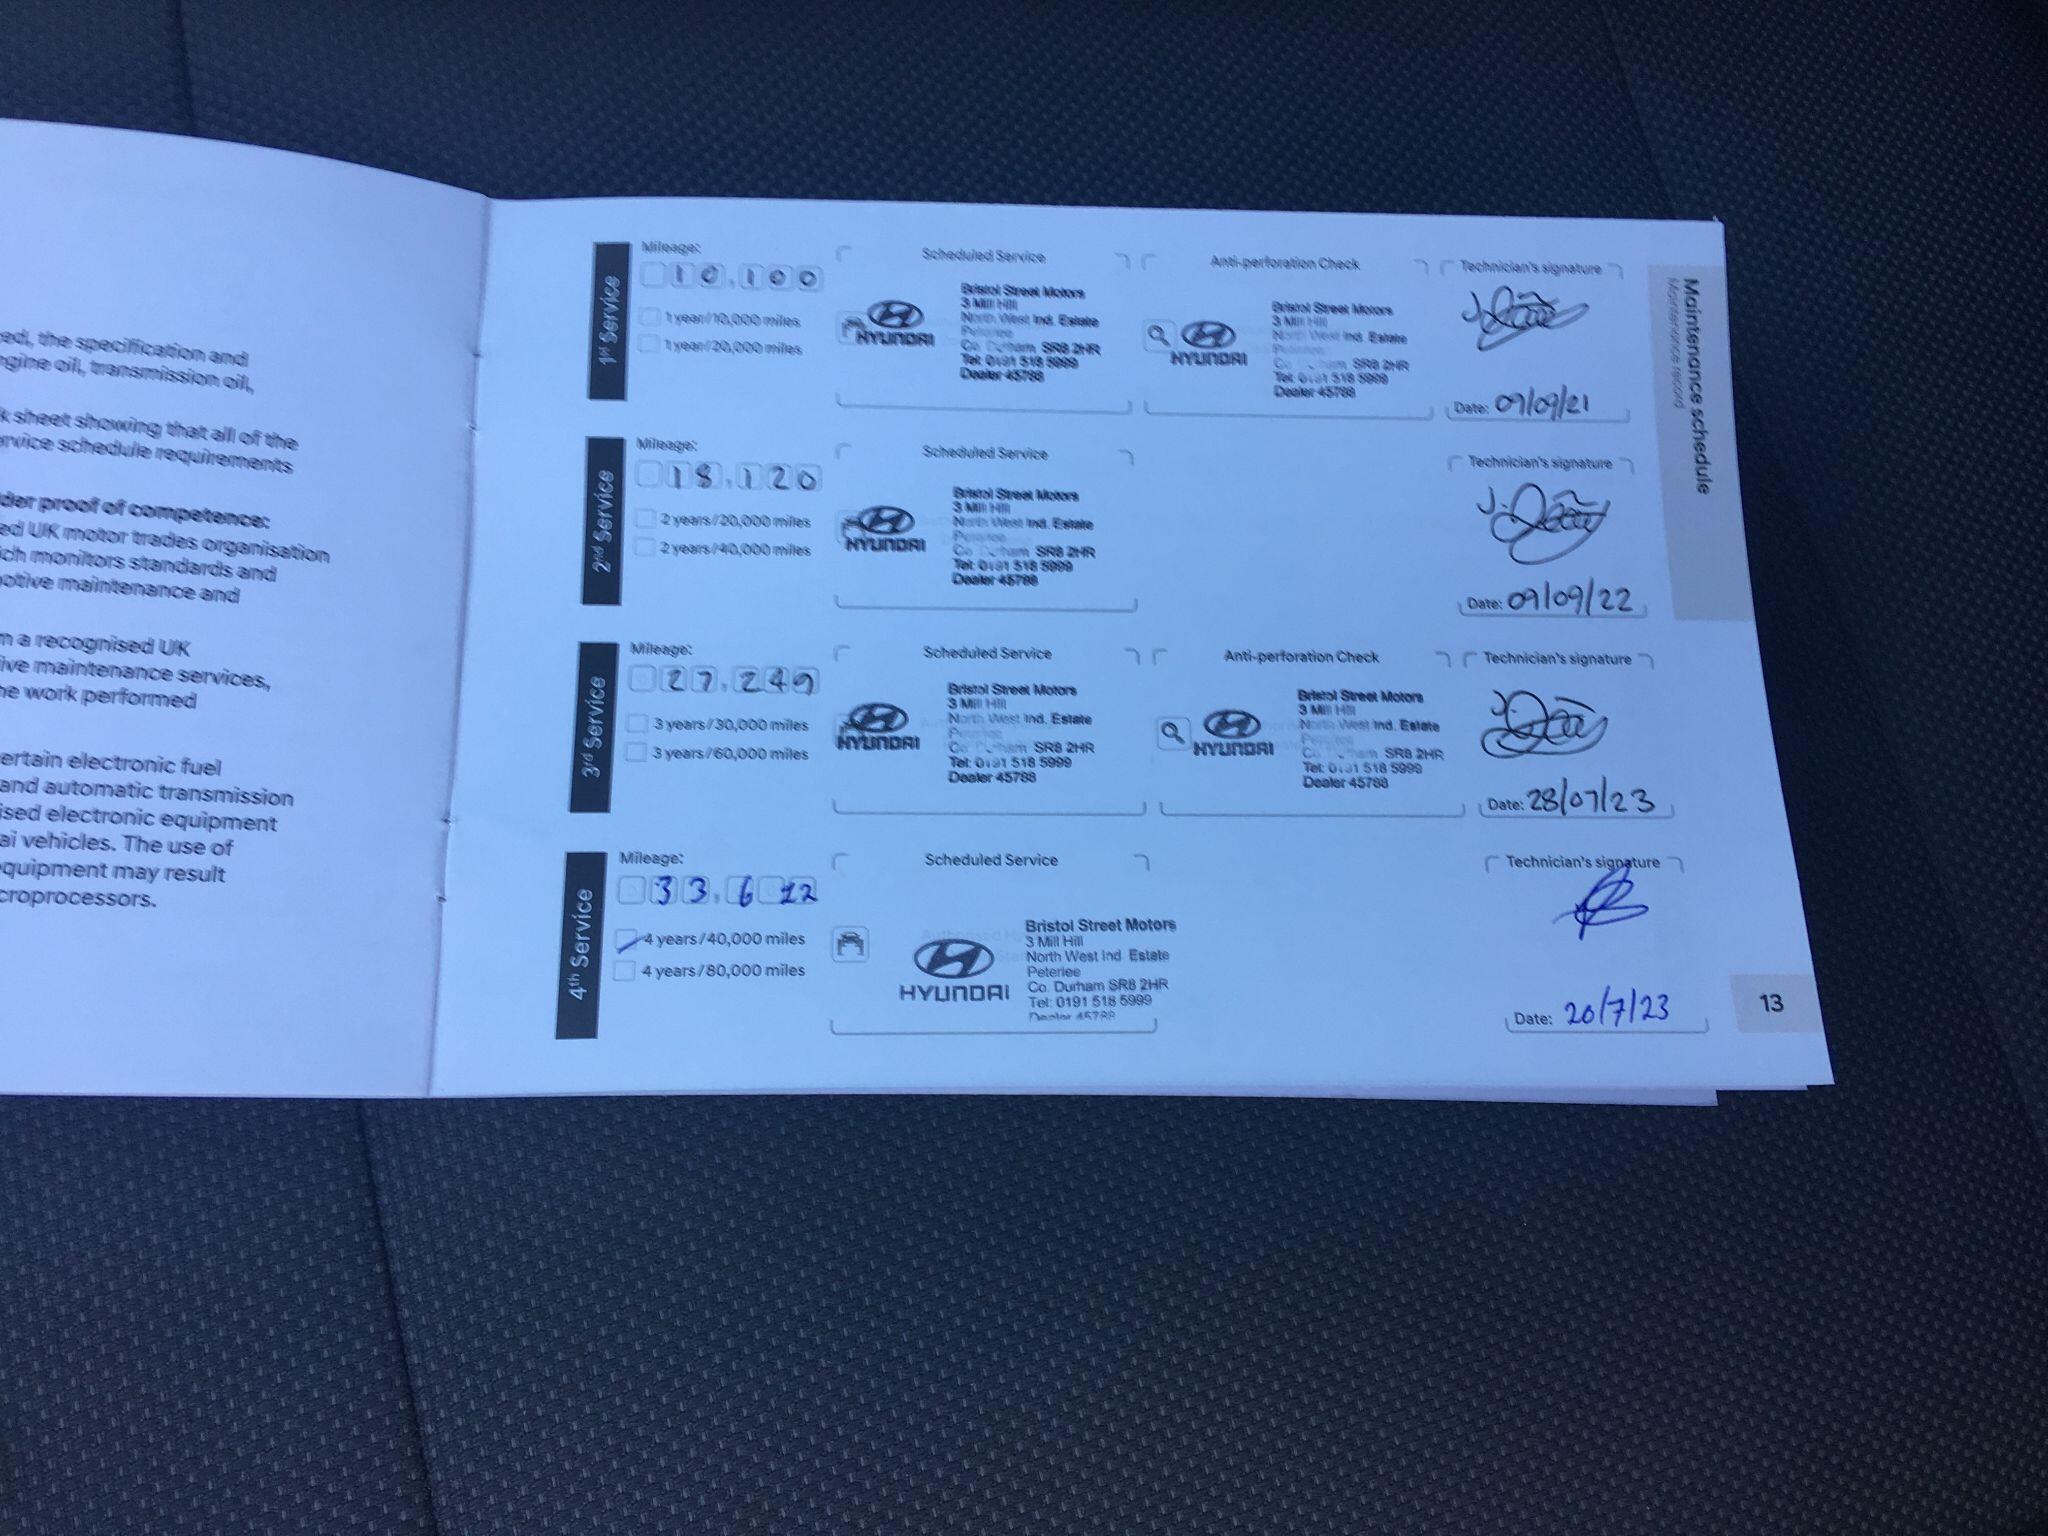 ed, the specification and
ngine oil, transmission oil,
k sheet showing that all of the
ervice schedule requirements
der proof of competence:
ed UK motor trades organisation
ich monitors standards and
otive maintenance and
m a recognised UK
ive maintenance services,
he work performed
ertain electronic fuel
and automatic transmission
ised electronic equipment
ai vehicles. The use of
equipment may result
croprocessors.
1st Service
Mileage:
10,100
1 year/10,000 miles
1 year/20,000 miles
Scheduled Service
HYUNDAI
Bristol Street Motors
3 Mill Hill
North West Ind. Estate
Peterlee
Co. Durham SR8 2HR
Tel: 0191 518 5999
Dealer 45788
Anti-perforation Check
HYUNDAI
Bristol Street Motors
3 Mill Hill
North West Ind. Estate
Peterlee
Co. Durham SR8 2HR
Tel: 0191 518 5999
Dealer 45788
Technician's signature
Date: 09/09/21
2nd Service
Mileage:
18,120
2 years/20,000 miles
2 years/40,000 miles
Scheduled Service
HYUNDAI
Bristol Street Motors
3 Mill Hill
North West Ind. Estate
Peterlee
Co. Durham SR8 2HR
Tel: 0191 518 5999
Dealer 45788
Technician's signature
Date: 09/09/22
3rd Service
Mileage:
27,249
3 years/30,000 miles
3 years/60,000 miles
Scheduled Service
HYUNDAI
Bristol Street Motors
3 Mill Hill
North West Ind. Estate
Peterlee
Co. Durham SR8 2HR
Tel: 0191 518 5999
Dealer 45788
Anti-perforation Check
HYUNDAI
Bristol Street Motors
3 Mill Hill
North West Ind. Estate
Peterlee
Co. Durham SR8 2HR
Tel: 0191 518 5999
Dealer 45788
Technician's signature
Date: 28/07/23
4th Service
Mileage:
33,612
4 years/40,000 miles
4 years/80,000 miles
Scheduled Service
HYUNDAI
Bristol Street Motors
3 Mill Hill
North West Ind. Estate
Peterlee
Co. Durham SR8 2HR
Tel: 0191 518 5999
Dealer 45788
Technician's signature
Date: 20/7/23
Maintenance schedule
Maintenance record
13